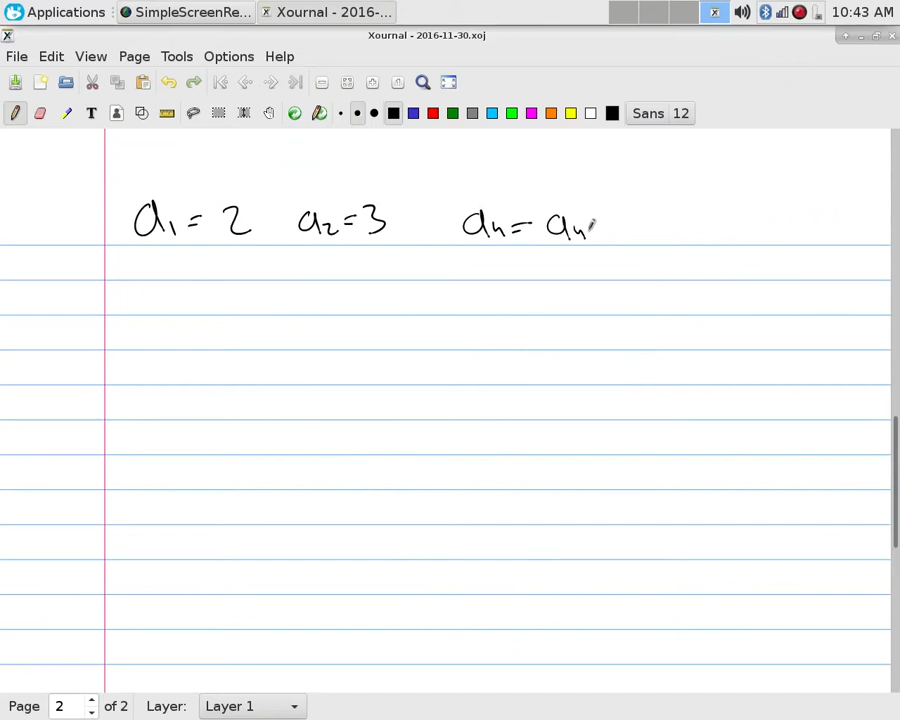 Applications SimpleScreenRe... Xournal - 2016-... 10:43 AM
Xournal - 2016-11-30.xoj
File Edit View Page Tools Options Help
T Sans 12
a₁ = 2 a₂ = 3 aₙ = aₙ
Page 2 of 2 Layer: Layer 1